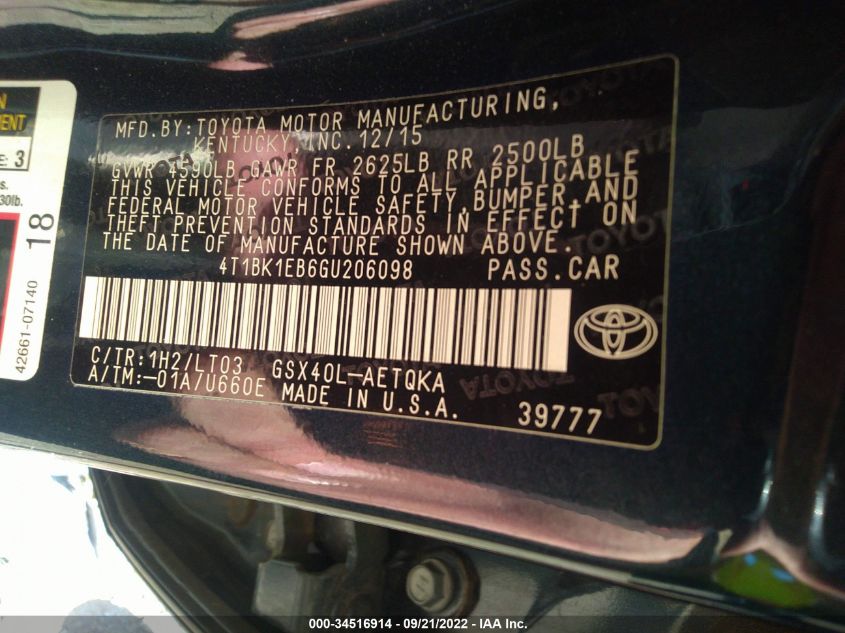 MFD. BY: TOYOTA MOTOR MANUFACTURING,
KENTUCKY, INC. 12/15
GVWR 4590LB GAWR FR 2625LB RR 2500LB
THIS VEHICLE CONFORMS TO ALL APPLICABLE
FEDERAL MOTOR VEHICLE SAFETY, BUMPER, AND
THEFT PREVENTION STANDARDS IN EFFECT ON
THE DATE OF MANUFACTURE SHOWN ABOVE.
4T1BK1EB6GU206098 PASS. CAR
C/TR: 1H2/LT03 GSX40L-AETQKA
A/TM: -01A/U660E MADE IN U.S.A.
39777
E: 3
30lb.
18
42661-07140
000-34516914 - 09/21/2022 - IAA Inc.